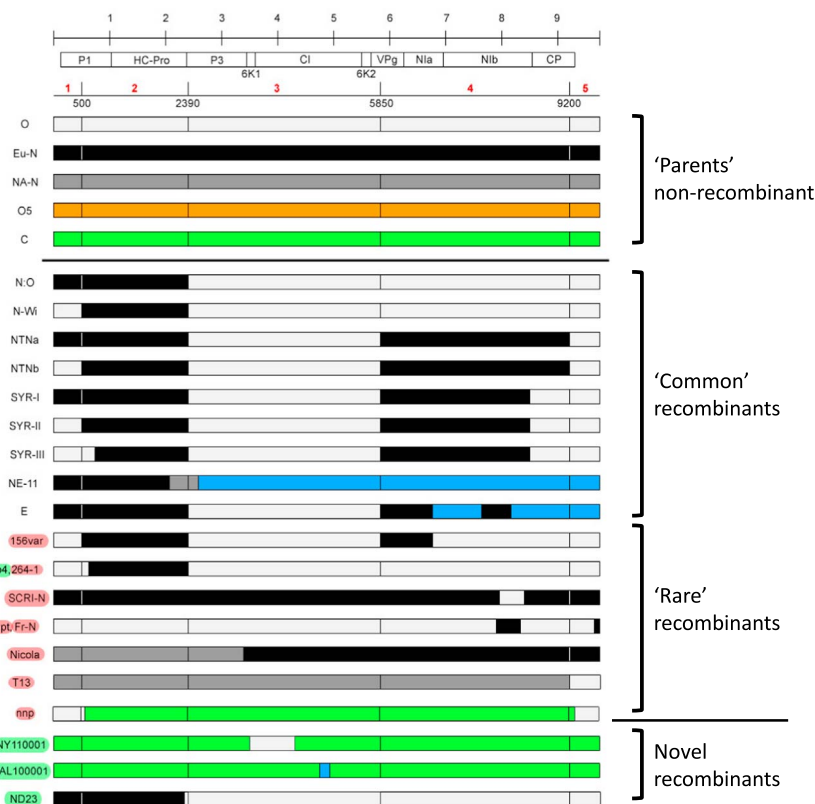 1 2 3 4 5 6 7 8 9
P1 HC-Pro P3 CI VPg NIa NIb CP
6K1 6K2
1 2 3 4 5
500 2390 5850 9200
O
Eu-N
NA-N
O5
C
‘Parents’
non-recombinant
N:O
N-Wi
NTNa
NTNb
SYR-I
SYR-II
SYR-III
NE-11
E
‘Common’
recombinants
156var
4,264-1
SCRI-N
pt,Fr-N
Nicola
T13
nnp
‘Rare’
recombinants
NY110001
AL100001
ND23
Novel
recombinants